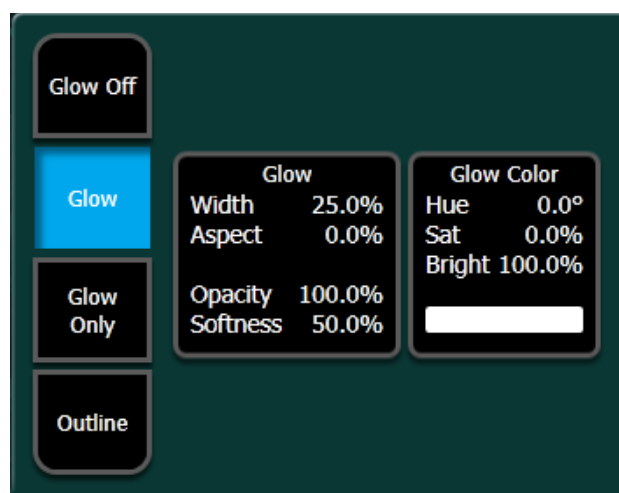 Glow Off
Glow
Glow
Only
Outline
Glow
Width 25.0%
Aspect 0.0%
Opacity 100.0%
Softness 50.0%
Glow Color
Hue 0.0°
Sat 0.0%
Bright 100.0%